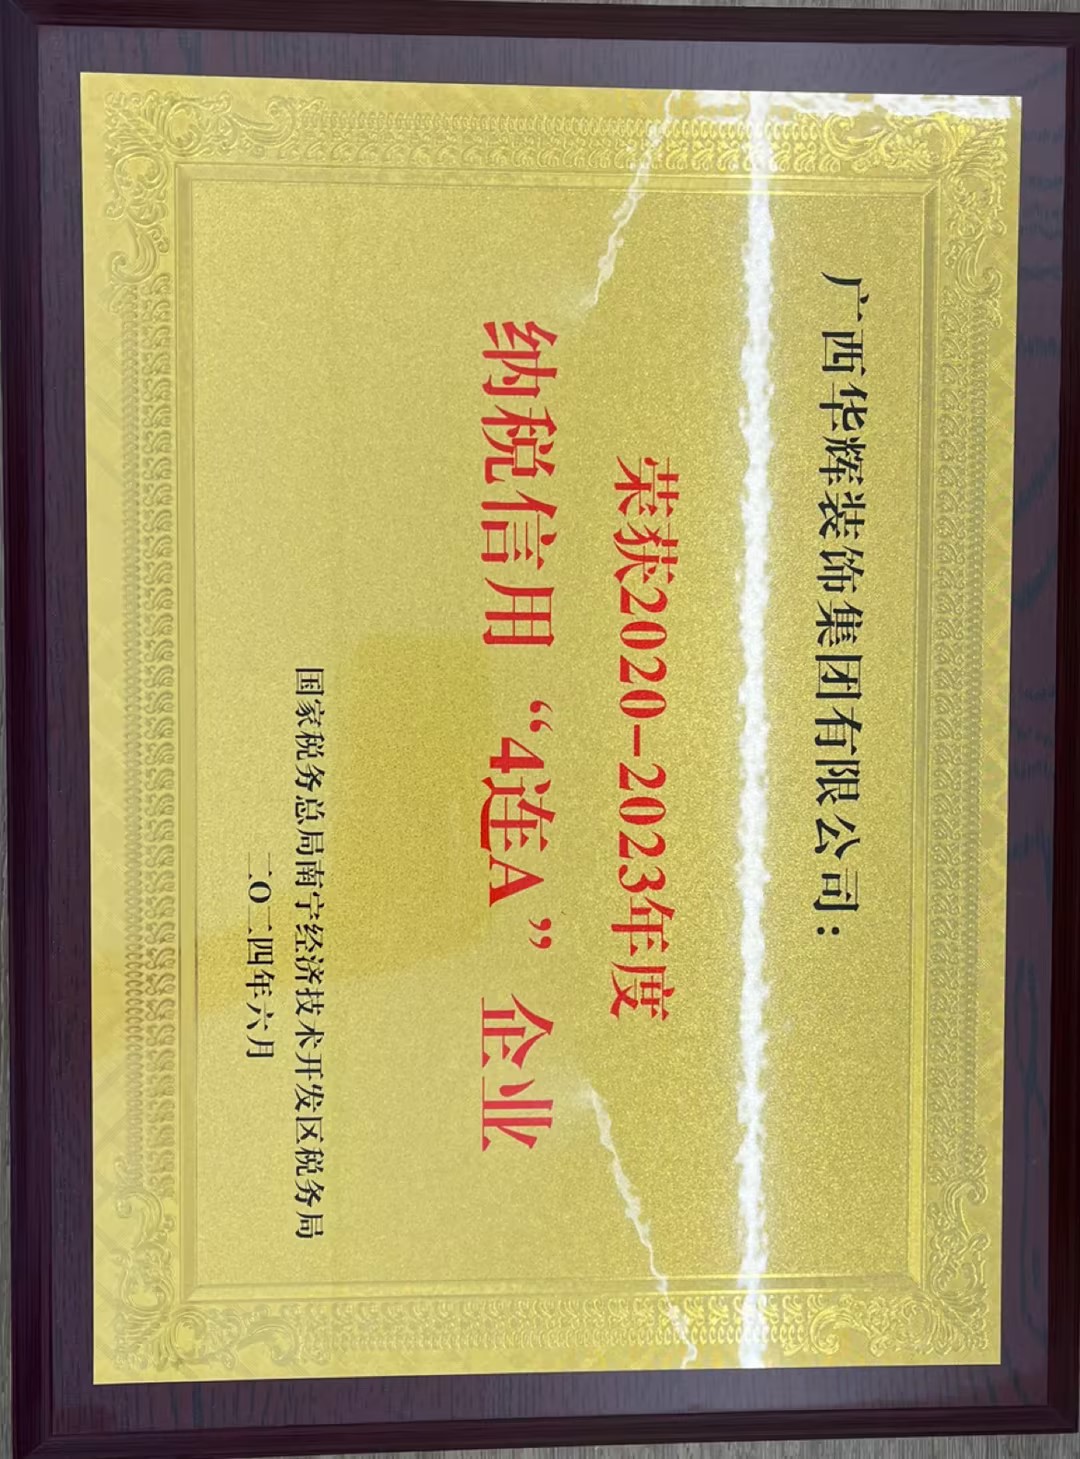 广西华辉装饰集团有限公司：
荣获2020-2023年度
纳税信用“4连A”企业
国家税务总局南宁经济技术开发区税务局
二〇二四年六月